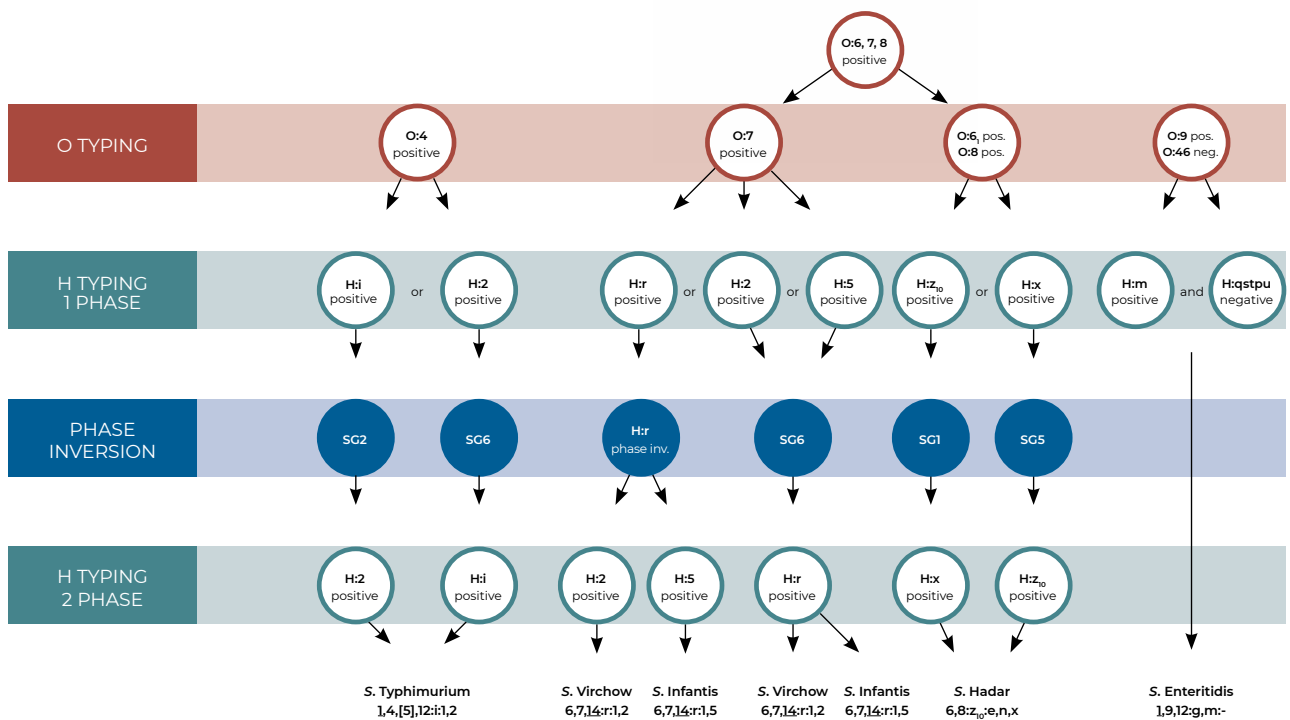 O:6, 7, 8
positive
O TYPING
O:4
positive
O:7
positive
O:6₁ pos.
O:8 pos.
O:9 pos.
O:46 neg.
H TYPING
1 PHASE
H:i
positive
or
H:2
positive
H:r
positive
or
H:2
positive
or
H:5
positive
H:z₁₀
positive
or
H:x
positive
H:m
positive
and
H:qstpu
negative
PHASE
INVERSION
SG2
SG6
H:r
phase inv.
SG6
SG1
SG5
H TYPING
2 PHASE
H:2
positive
H:i
positive
H:2
positive
H:5
positive
H:r
positive
H:x
positive
H:z₁₀
positive
S. Typhimurium
1,4,[5],12:i:1,2
S. Virchow
6,7,14:r:1,2
S. Infantis
6,7,14:r:1,5
S. Virchow
6,7,14:r:1,2
S. Infantis
6,7,14:r:1,5
S. Hadar
6,8:z₁₀:e,n,x
S. Enteritidis
1,9,12:g,m:-